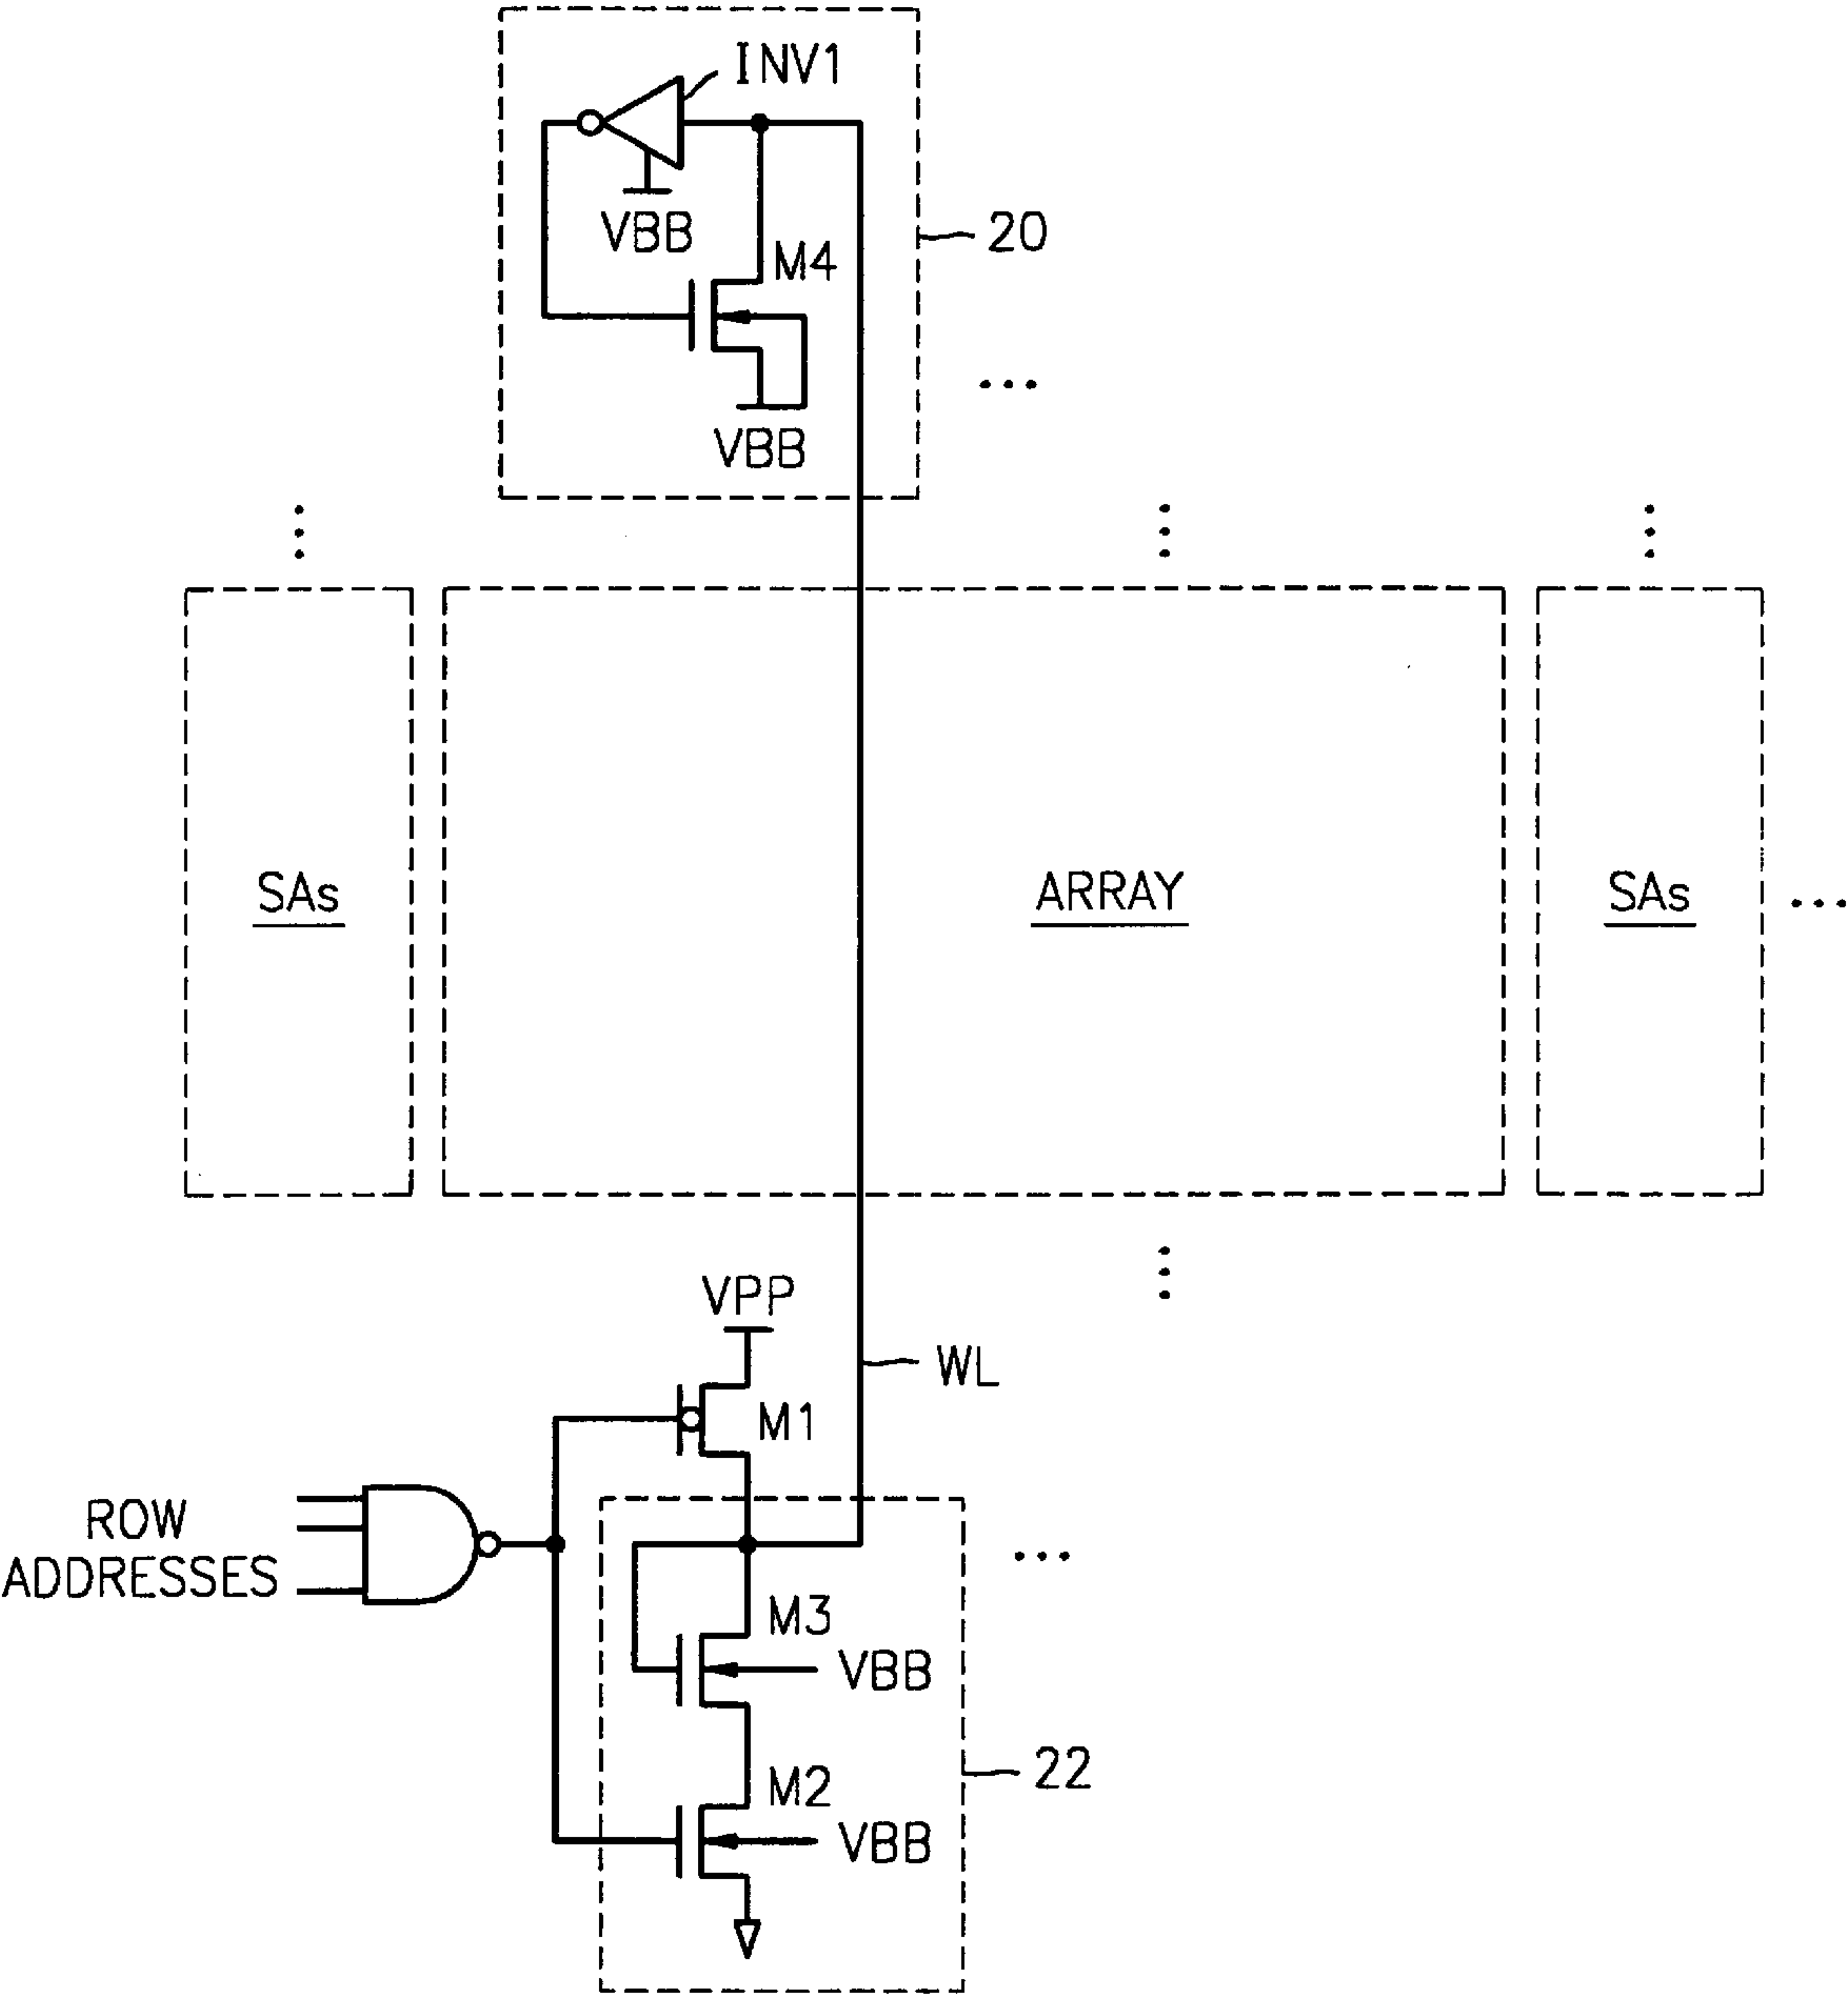 INV1
VBB
20
M4
VBB
SAs
ARRAY
SAs
VPP
WL
M1
ROW
ADDRESSES
M3
VBB
22
M2
VBB